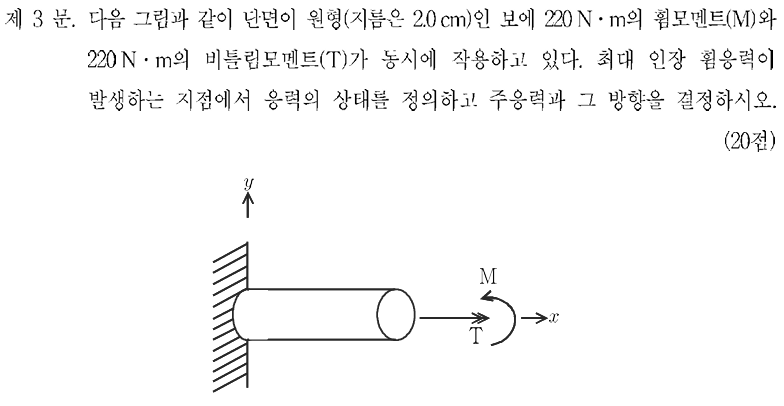 제 3 문. 다음 그림과 같이 단면이 원형(지름은 2.0 cm)인 보에 220 N・m의 휨모멘트(M)와
220 N・m의 비틀림모멘트(T)가 동시에 작용하고 있다. 최대 인장 휨응력이
발생하는 지점에서 응력의 상태를 정의하고 주응력과 그 방향을 결정하시오.
(20점)
y
M
x
T